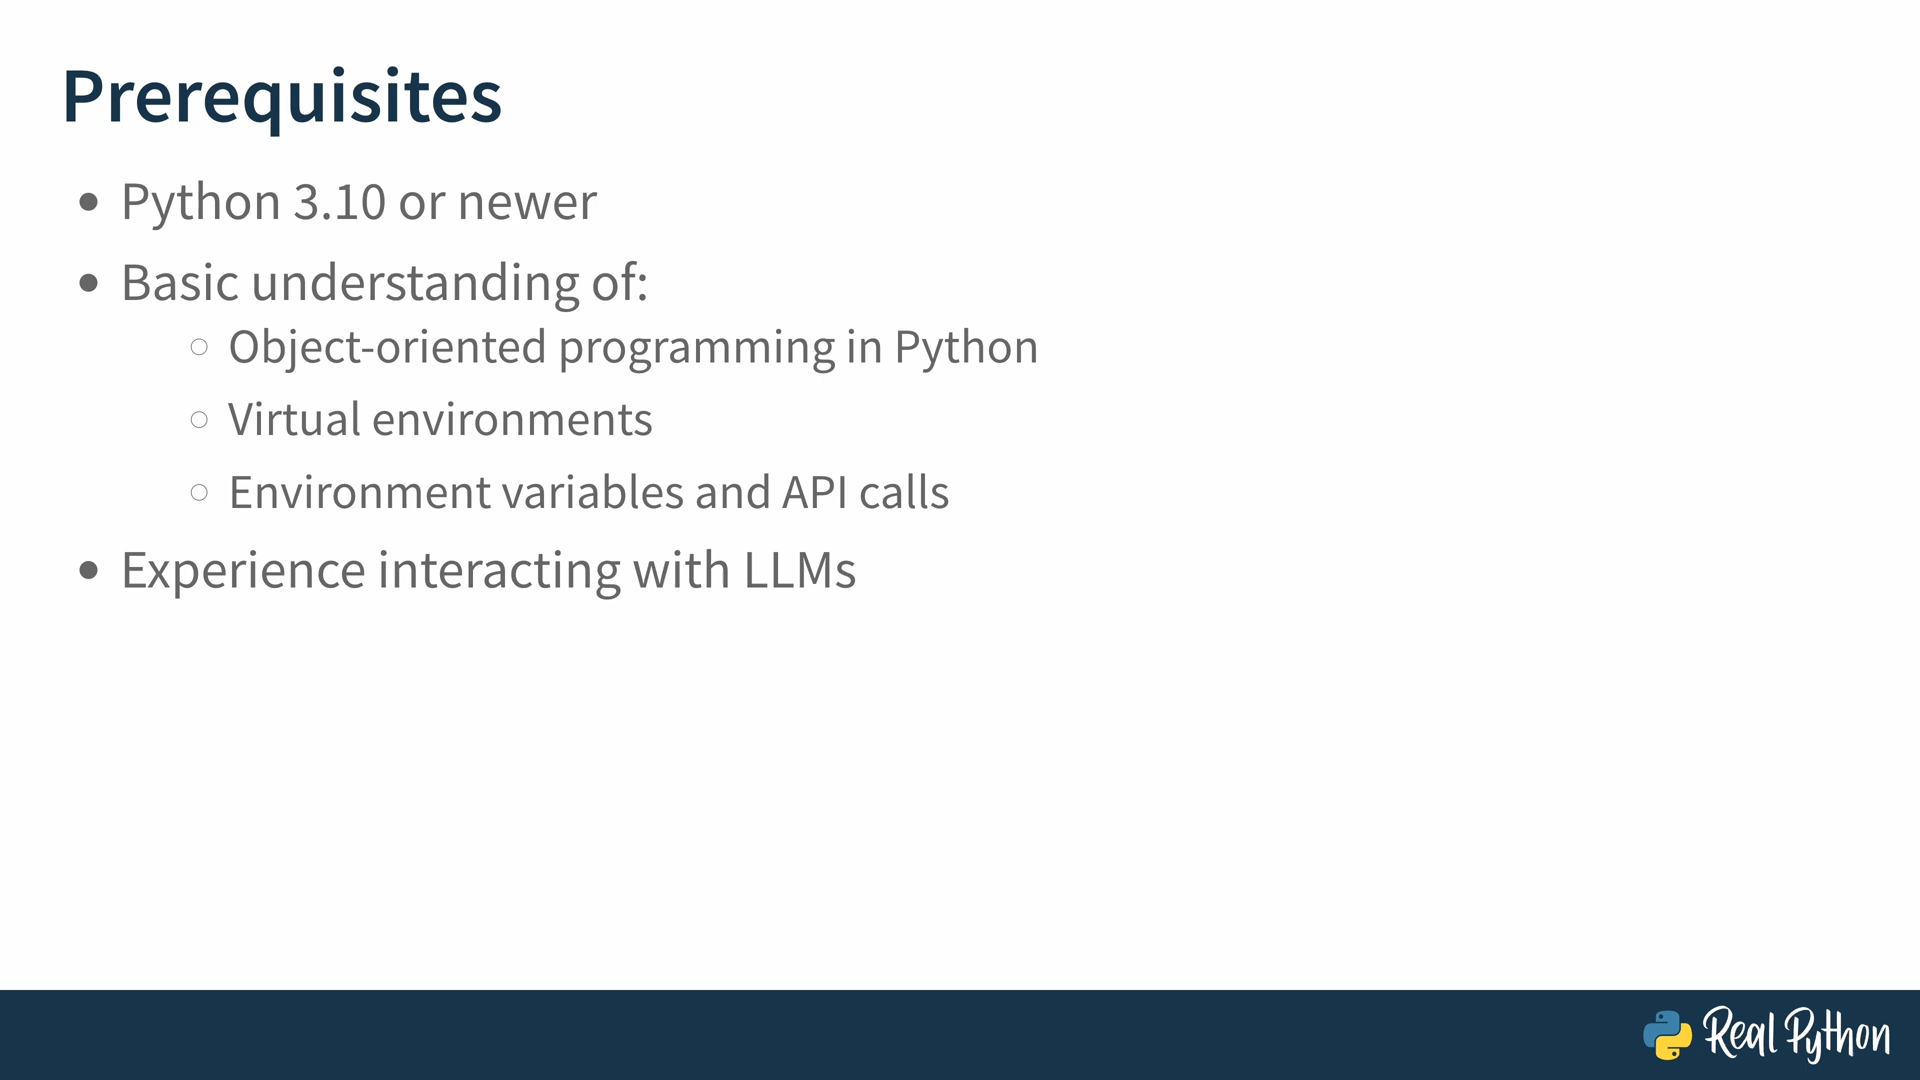 Prerequisites
• Python 3.10 or newer
• Basic understanding of:
○ Object-oriented programming in Python
○ Virtual environments
○ Environment variables and API calls
• Experience interacting with LLMs
Real Python